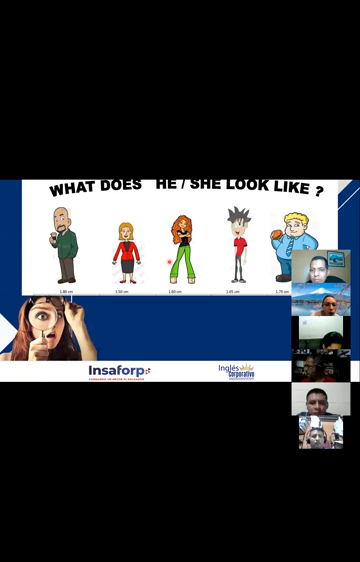 WHAT DOES HE / SHE LOOK LIKE ?
1.80 cm 1.50 cm 1.60 cm 1.65 cm 1.70 cm
Insaforp
Inglés
Corporativo